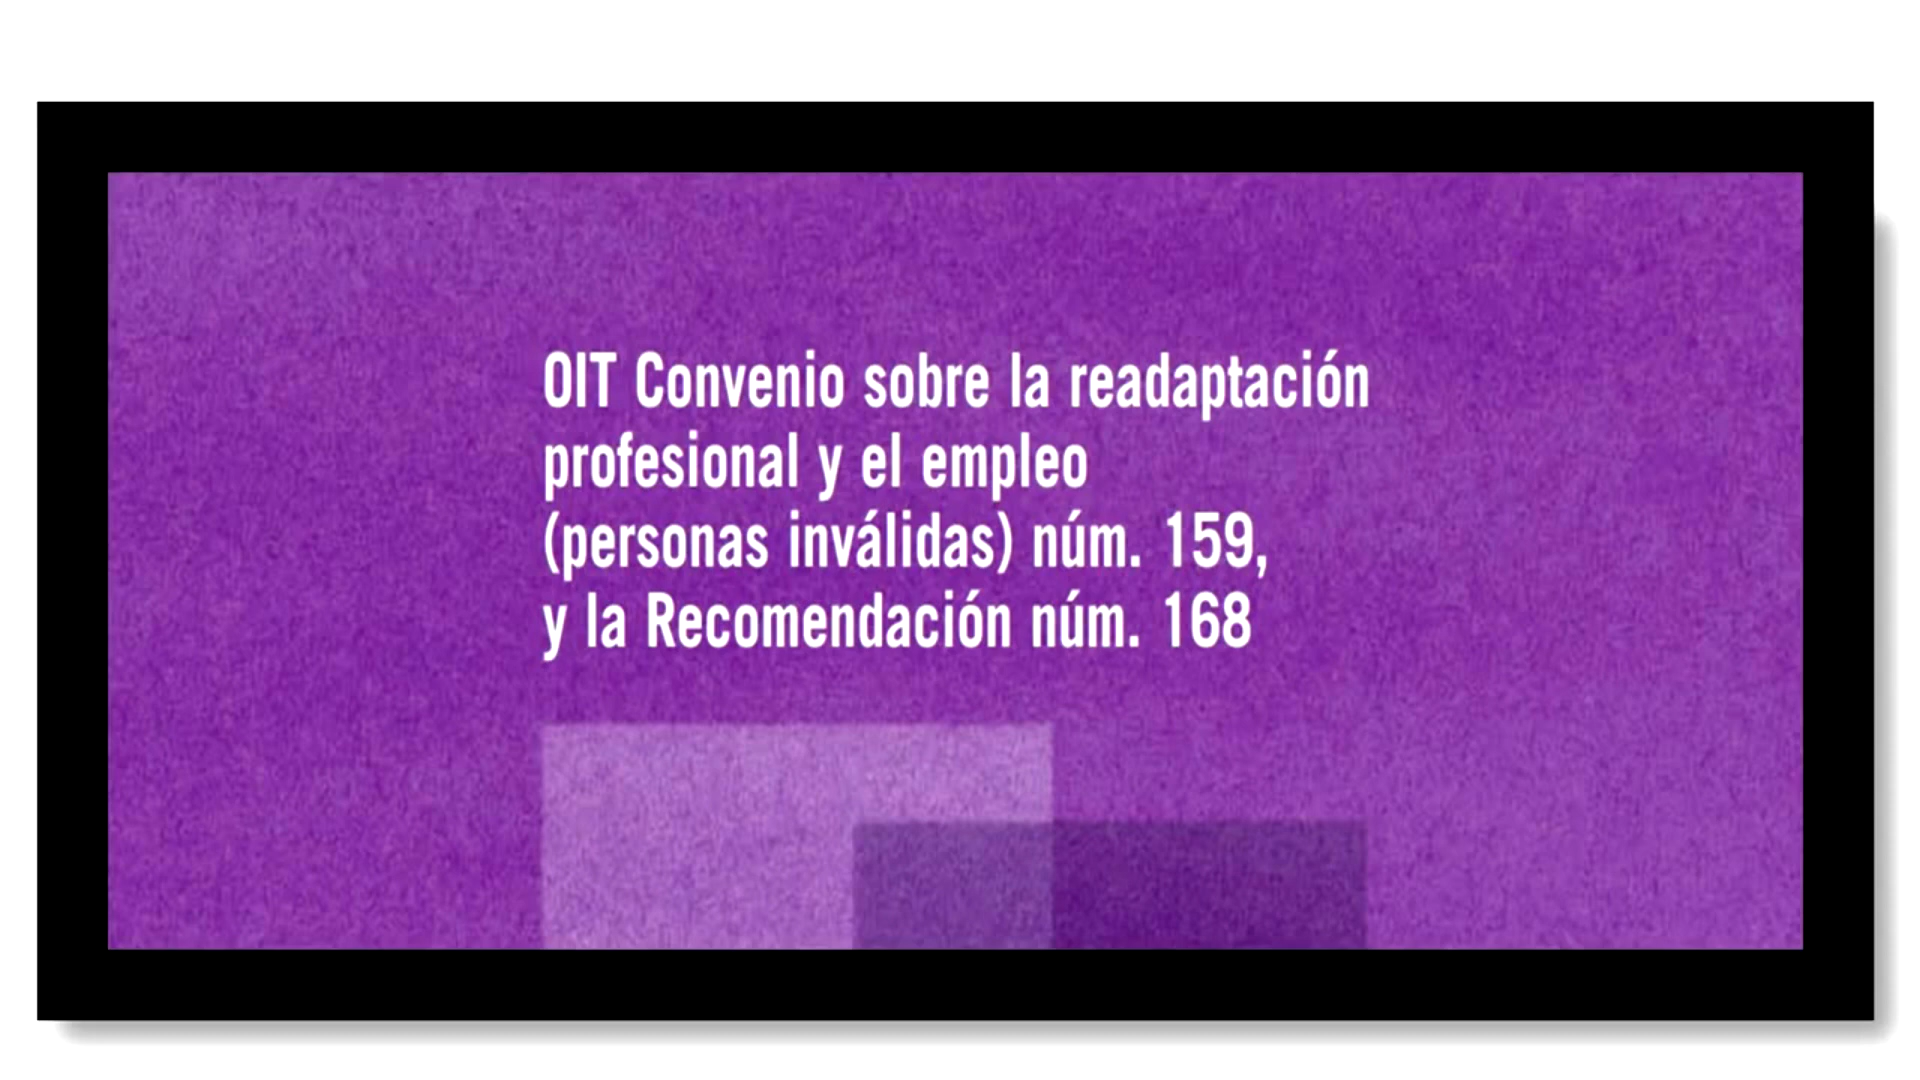 OIT Convenio sobre la readaptación
profesional y el empleo
(personas inválidas) núm. 159,
y la Recomendación núm. 168